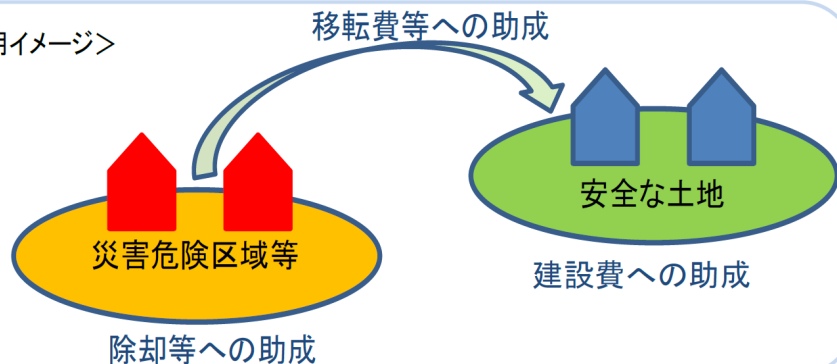 移転費等への助成
用イメージ＞
安全な土地
災害危険区域等
建設費への助成
除却等への助成